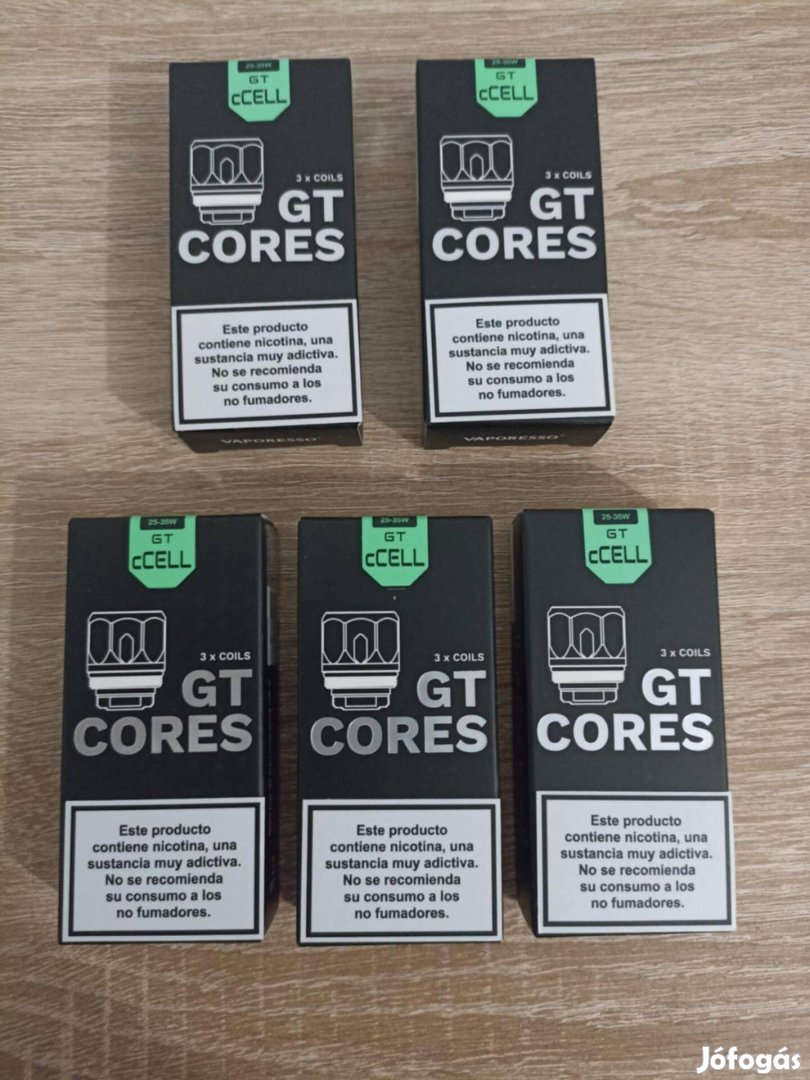 25-35W
GT
cCELL
3 x COILS
GT
CORES
Este producto
contiene nicotina, una
sustancia muy adictiva.
No se recomienda
su consumo a los
no fumadores.
VAPORESSO
25-35W
GT
cCELL
3 x COILS
GT
CORES
Este producto
contiene nicotina, una
sustancia muy adictiva.
No se recomienda
su consumo a los
no fumadores.
VAPORESSO
25-35W
GT
cCELL
3 x COILS
GT
CORES
Este producto
contiene nicotina, una
sustancia muy adictiva.
No se recomienda
su consumo a los
no fumadores.
25-35W
GT
cCELL
3 x COILS
GT
CORES
Este producto
contiene nicotina, una
sustancia muy adictiva.
No se recomienda
su consumo a los
no fumadores.
25-35W
GT
cCELL
3 x COILS
GT
CORES
Este producto
contiene nicotina, una
sustancia muy adictiva.
No se recomienda
su consumo a los
no fumadores.
Jófogás